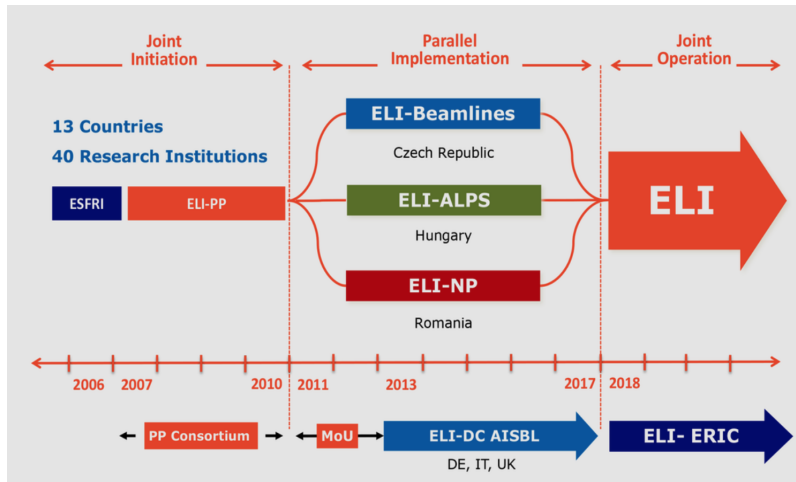 Joint
Initiation
Parallel
Implementation
Joint
Operation
13 Countries
40 Research Institutions
ESFRI
ELI-PP
ELI-Beamlines
Czech Republic
ELI-ALPS
Hungary
ELI-NP
Romania
ELI
2006
2007
2010
2011
2013
2017
2018
PP Consortium
MoU
ELI-DC AISBL
DE, IT, UK
ELI- ERIC